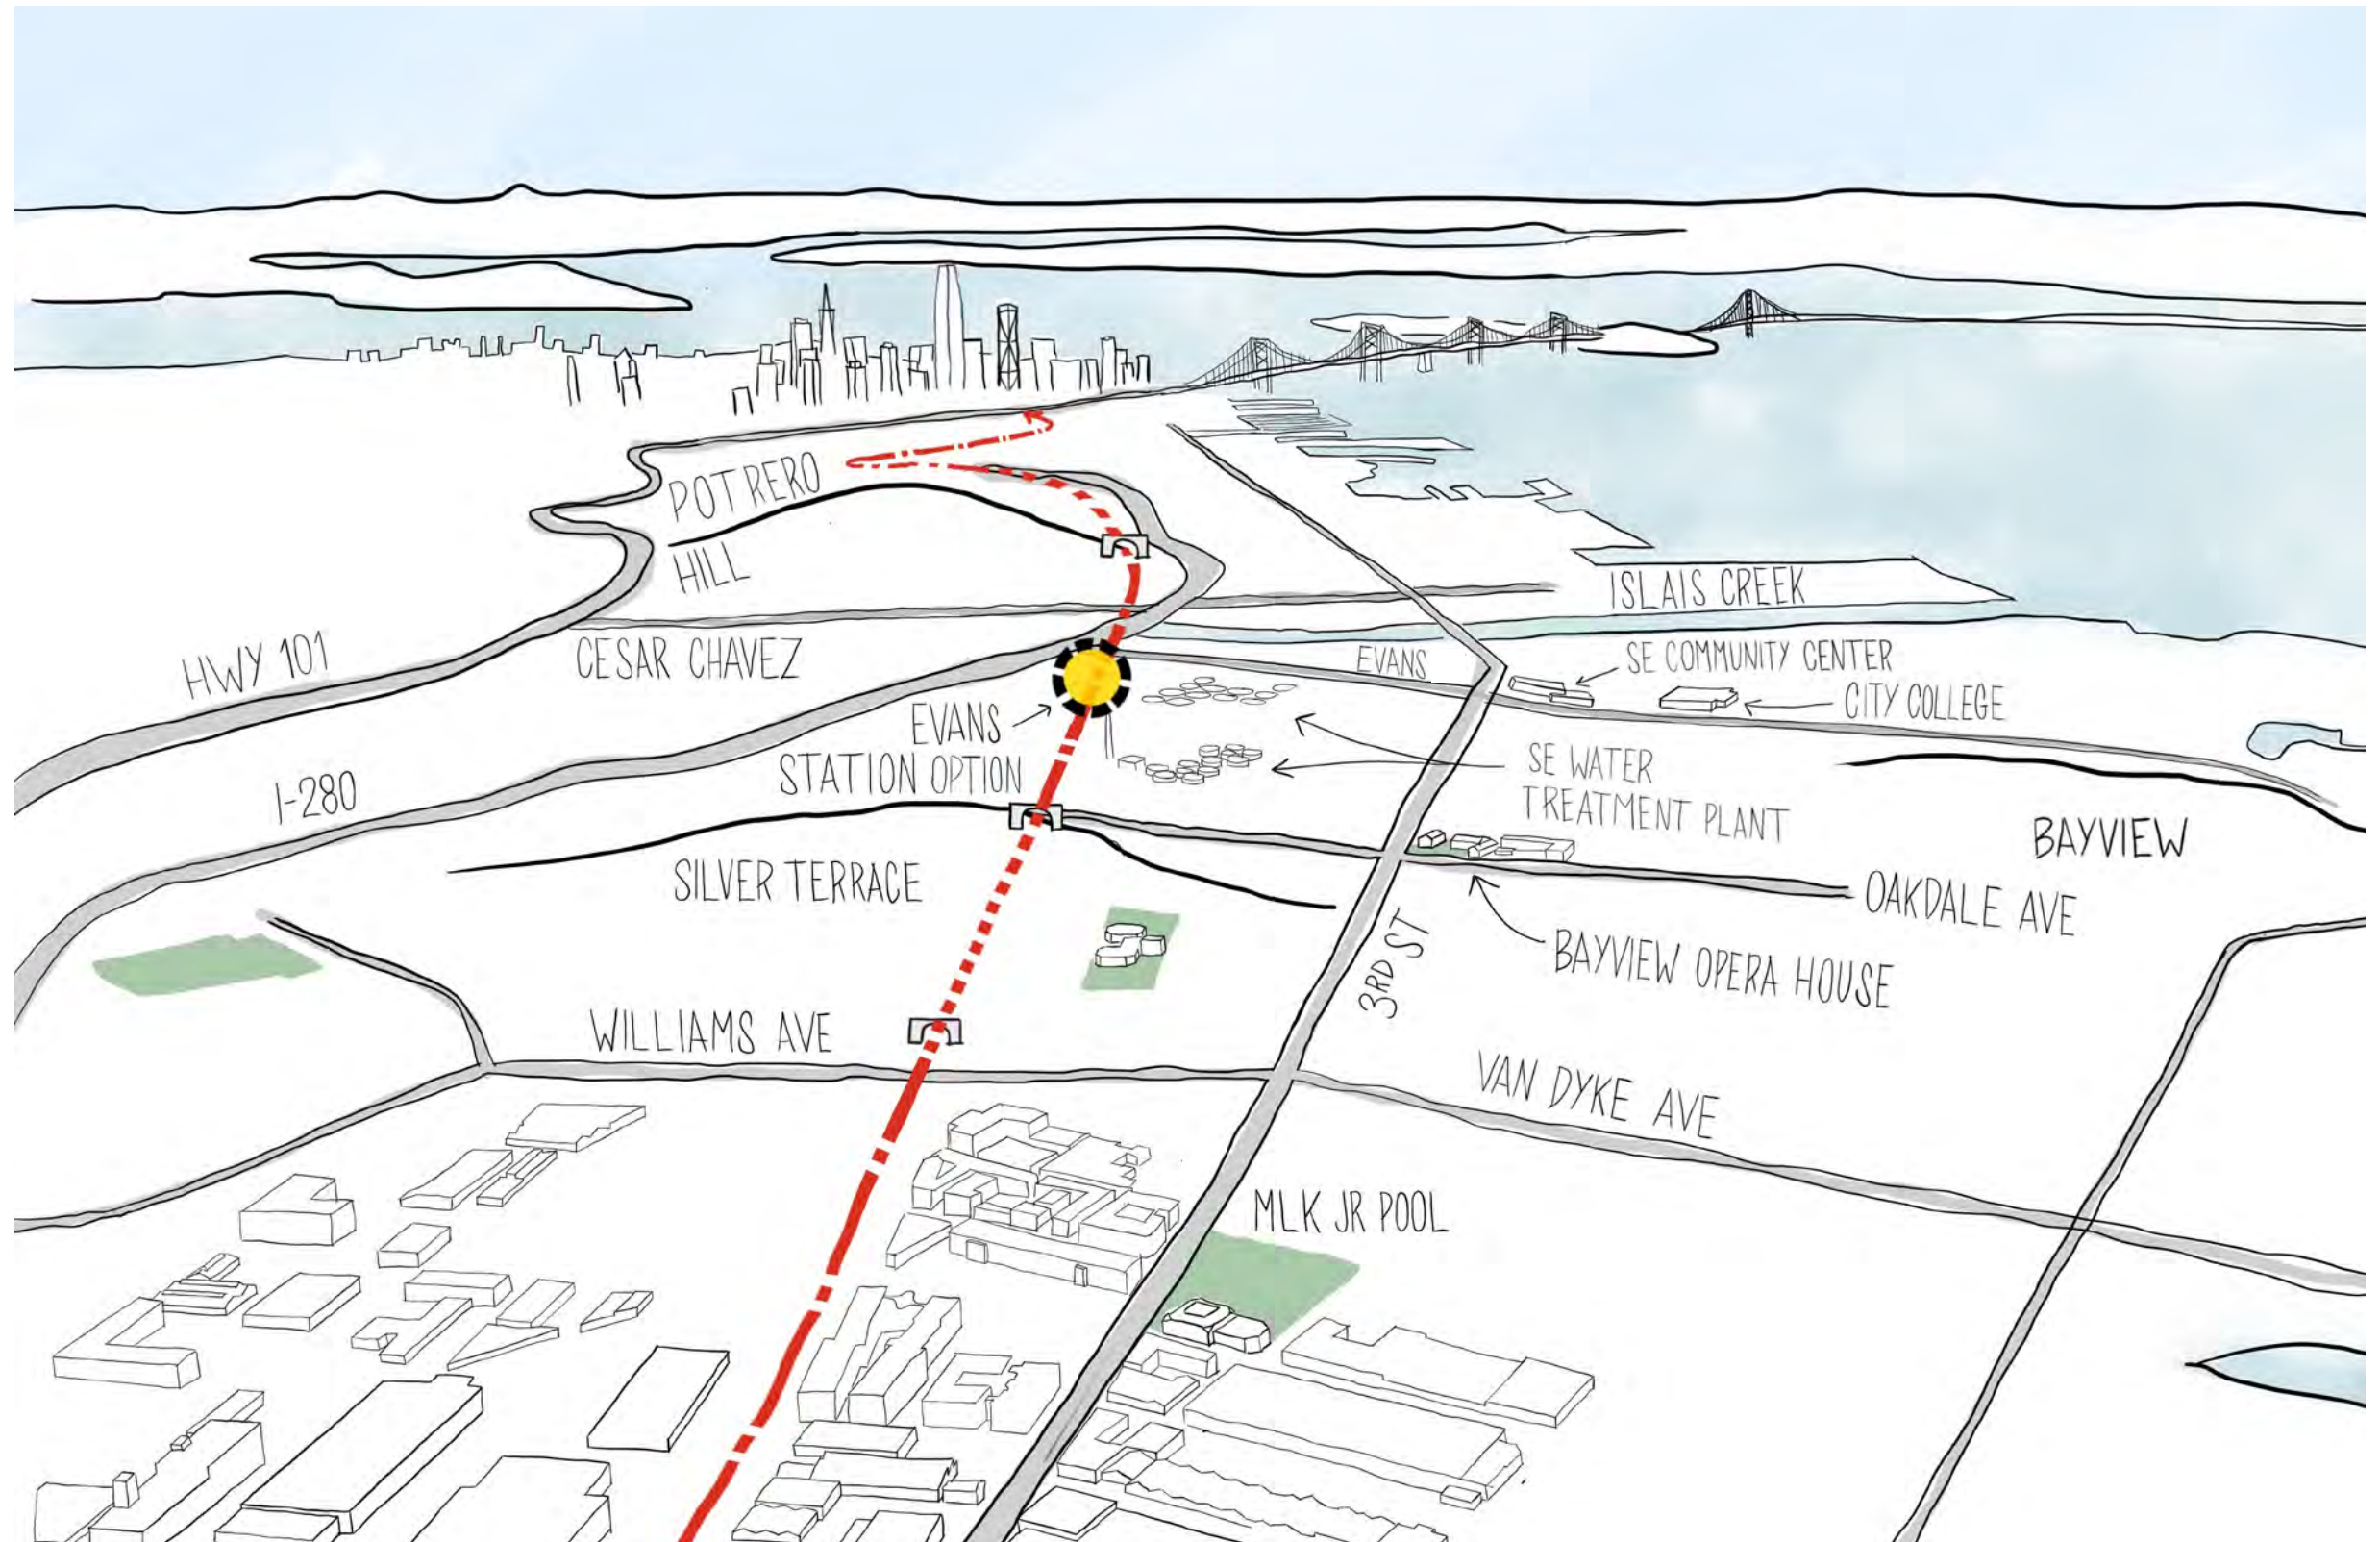 POTRERO
HILL
ISLAIS CREEK
HWY 101
CESAR CHAVEZ
EVANS
SE COMMUNITY CENTER
CITY COLLEGE
EVANS
STATION OPTION
I-280
SE WATER
TREATMENT PLANT
BAYVIEW
SILVER TERRACE
OAKDALE AVE
3RD ST
BAYVIEW OPERA HOUSE
WILLIAMS AVE
VAN DYKE AVE
MLK JR POOL